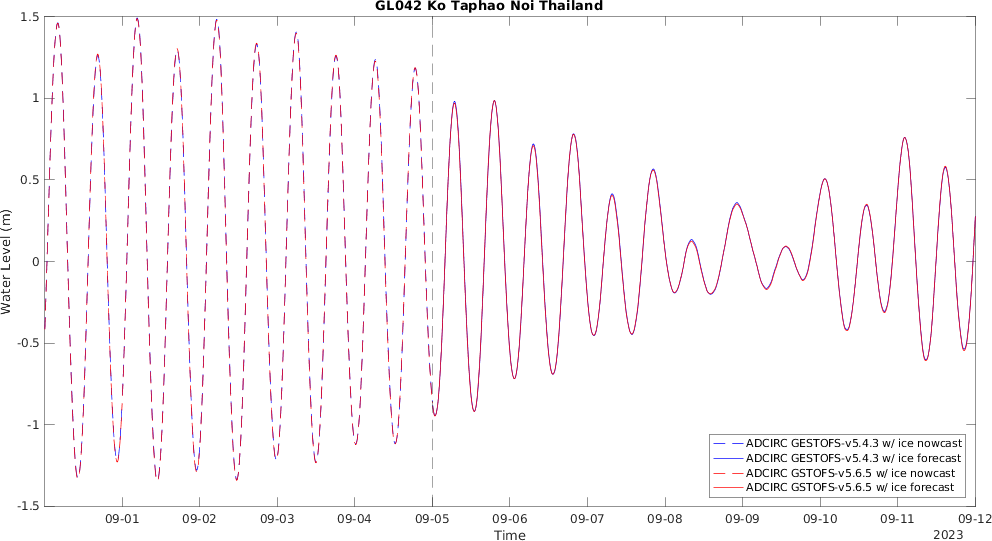 GL042 Ko Taphao Noi Thailand
1.5
1
0.5
0
-0.5
-1
-1.5
Water Level (m)
09-01 09-02 09-03 09-04 09-05 09-06 09-07 09-08 09-09 09-10 09-11 09-12
Time
2023
ADCIRC GESTOFS-v5.4.3 w/ ice nowcast
ADCIRC GESTOFS-v5.4.3 w/ ice forecast
ADCIRC GSTOFS-v5.6.5 w/ ice nowcast
ADCIRC GSTOFS-v5.6.5 w/ ice forecast